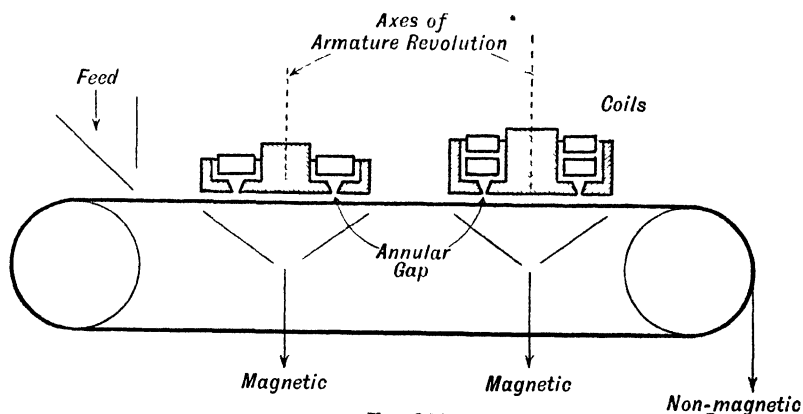 Axes of
Armature Revolution
Feed
Coils
Annular
Gap
Magnetic
Magnetic
Non-magnetic